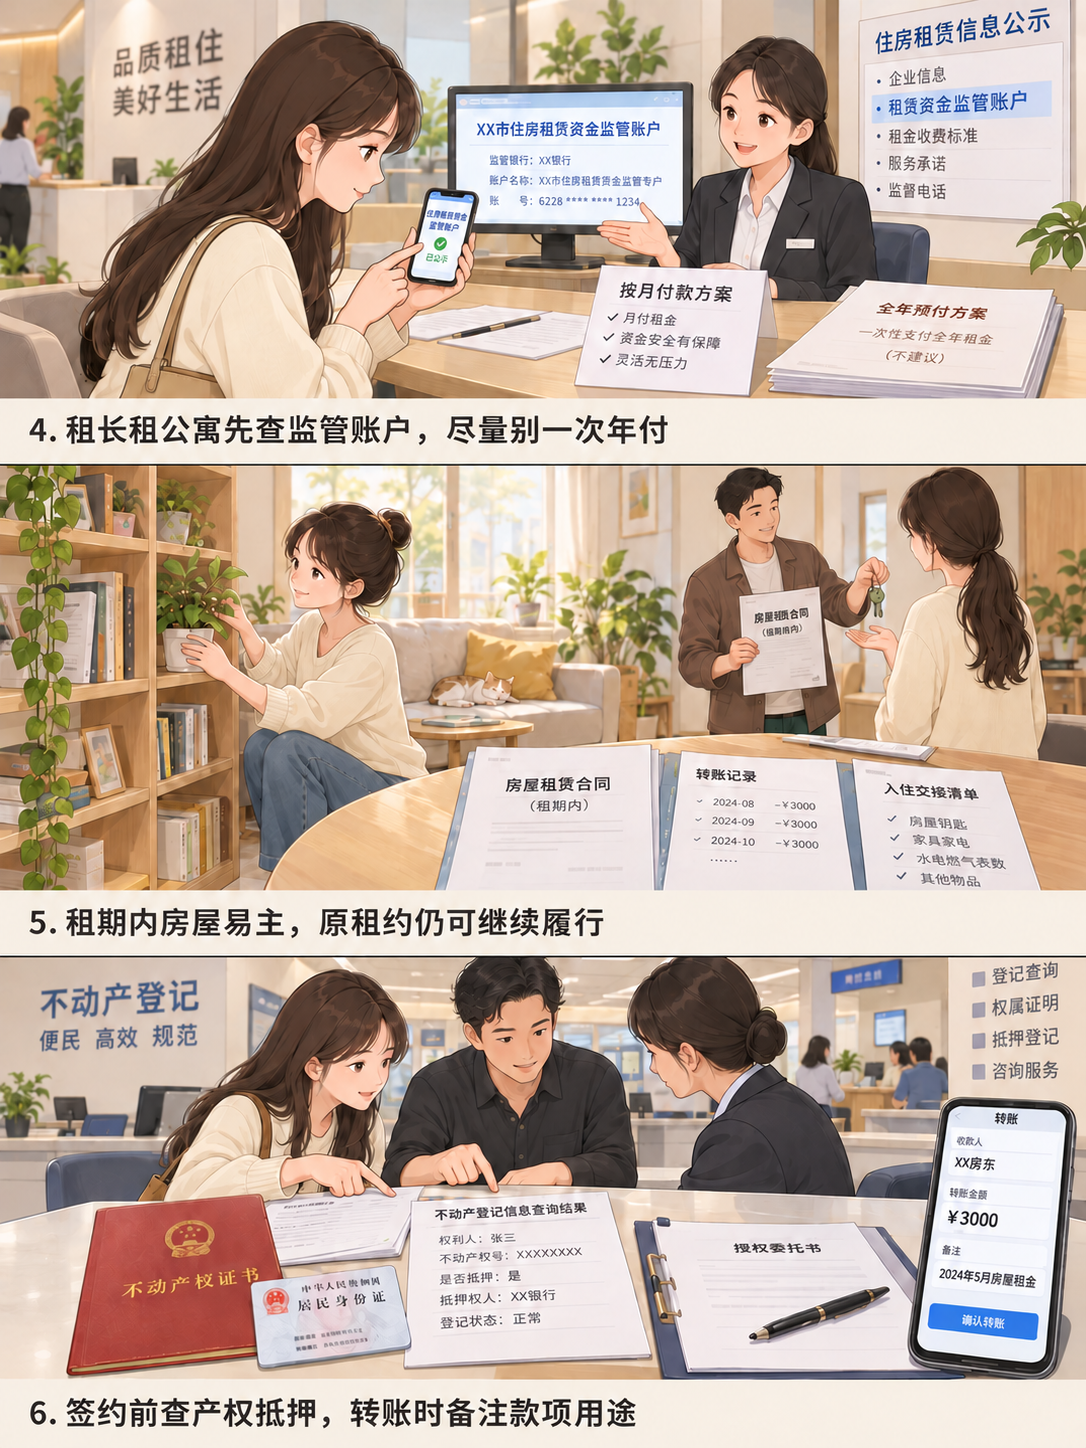 品质租住
美好生活
住房租赁信息公示
• 企业信息
• 租赁资金监管账户
• 租金收费标准
• 服务承诺
• 监督电话
XX市住房租赁资金监管账户
监管银行：XX银行
账户名称：XX市住房租赁资金监管专户
账 号：6228 **** **** 1234
监管账户
已公示
按月付款方案
✓ 月付租金
✓ 资金安全有保障
✓ 灵活无压力
全年预付方案
一次性支付全年租金
（不建议）
4. 租长租公寓先查监管账户，尽量别一次年付
房屋租赁合同
（租期内）
房屋租赁合同
（租期内）
转账记录
✓ 2024-08 -¥3000
✓ 2024-09 -¥3000
✓ 2024-10 -¥3000
......
入住交接清单
✓ 房屋钥匙
✓ 家具家电
✓ 水电燃气表数
✓ 其他物品
5. 租期内房屋易主，原租约仍可继续履行
不动产登记
便民 高效 规范
登记查询
权属证明
抵押登记
咨询服务
不动产权证书
居民身份证
不动产登记信息查询结果
权利人：张三
不动产权号：XXXXXXXX
是否抵押：是
抵押权人：XX银行
登记状态：正常
授权委托书
转账
收款人
XX房东
转账金额
¥3000
备注
2024年5月房屋租金
确认转账
6. 签约前查产权抵押，转账时备注款项用途